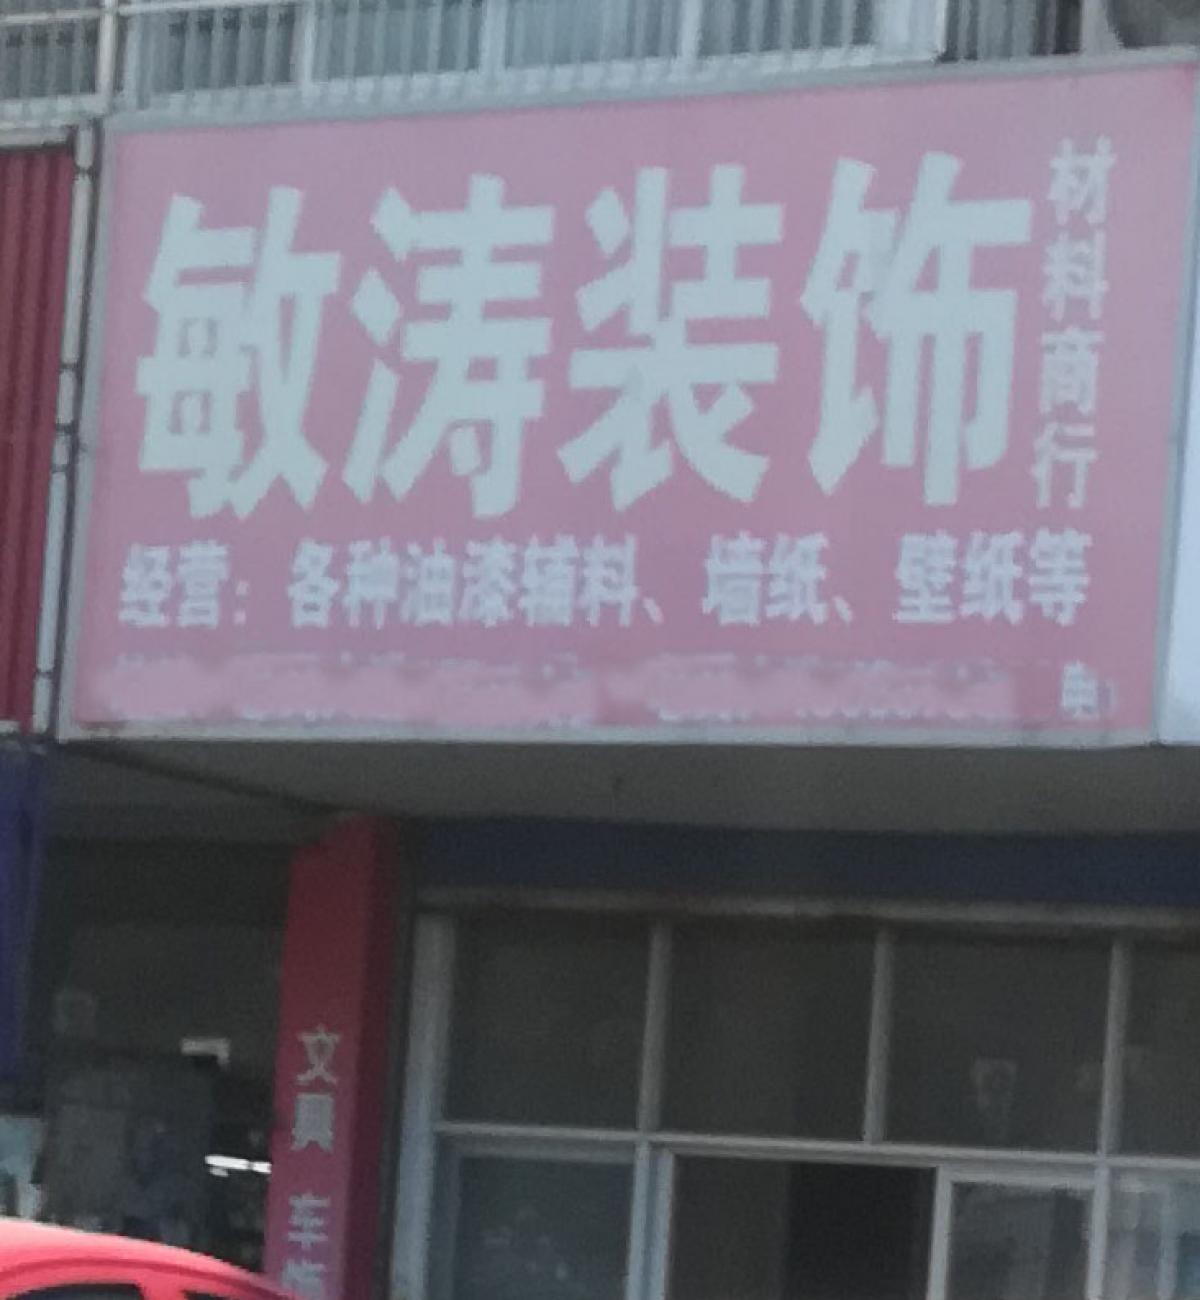 敏涛装饰
材料商行
经营：各种油漆辅料、墙纸、壁纸等
文具